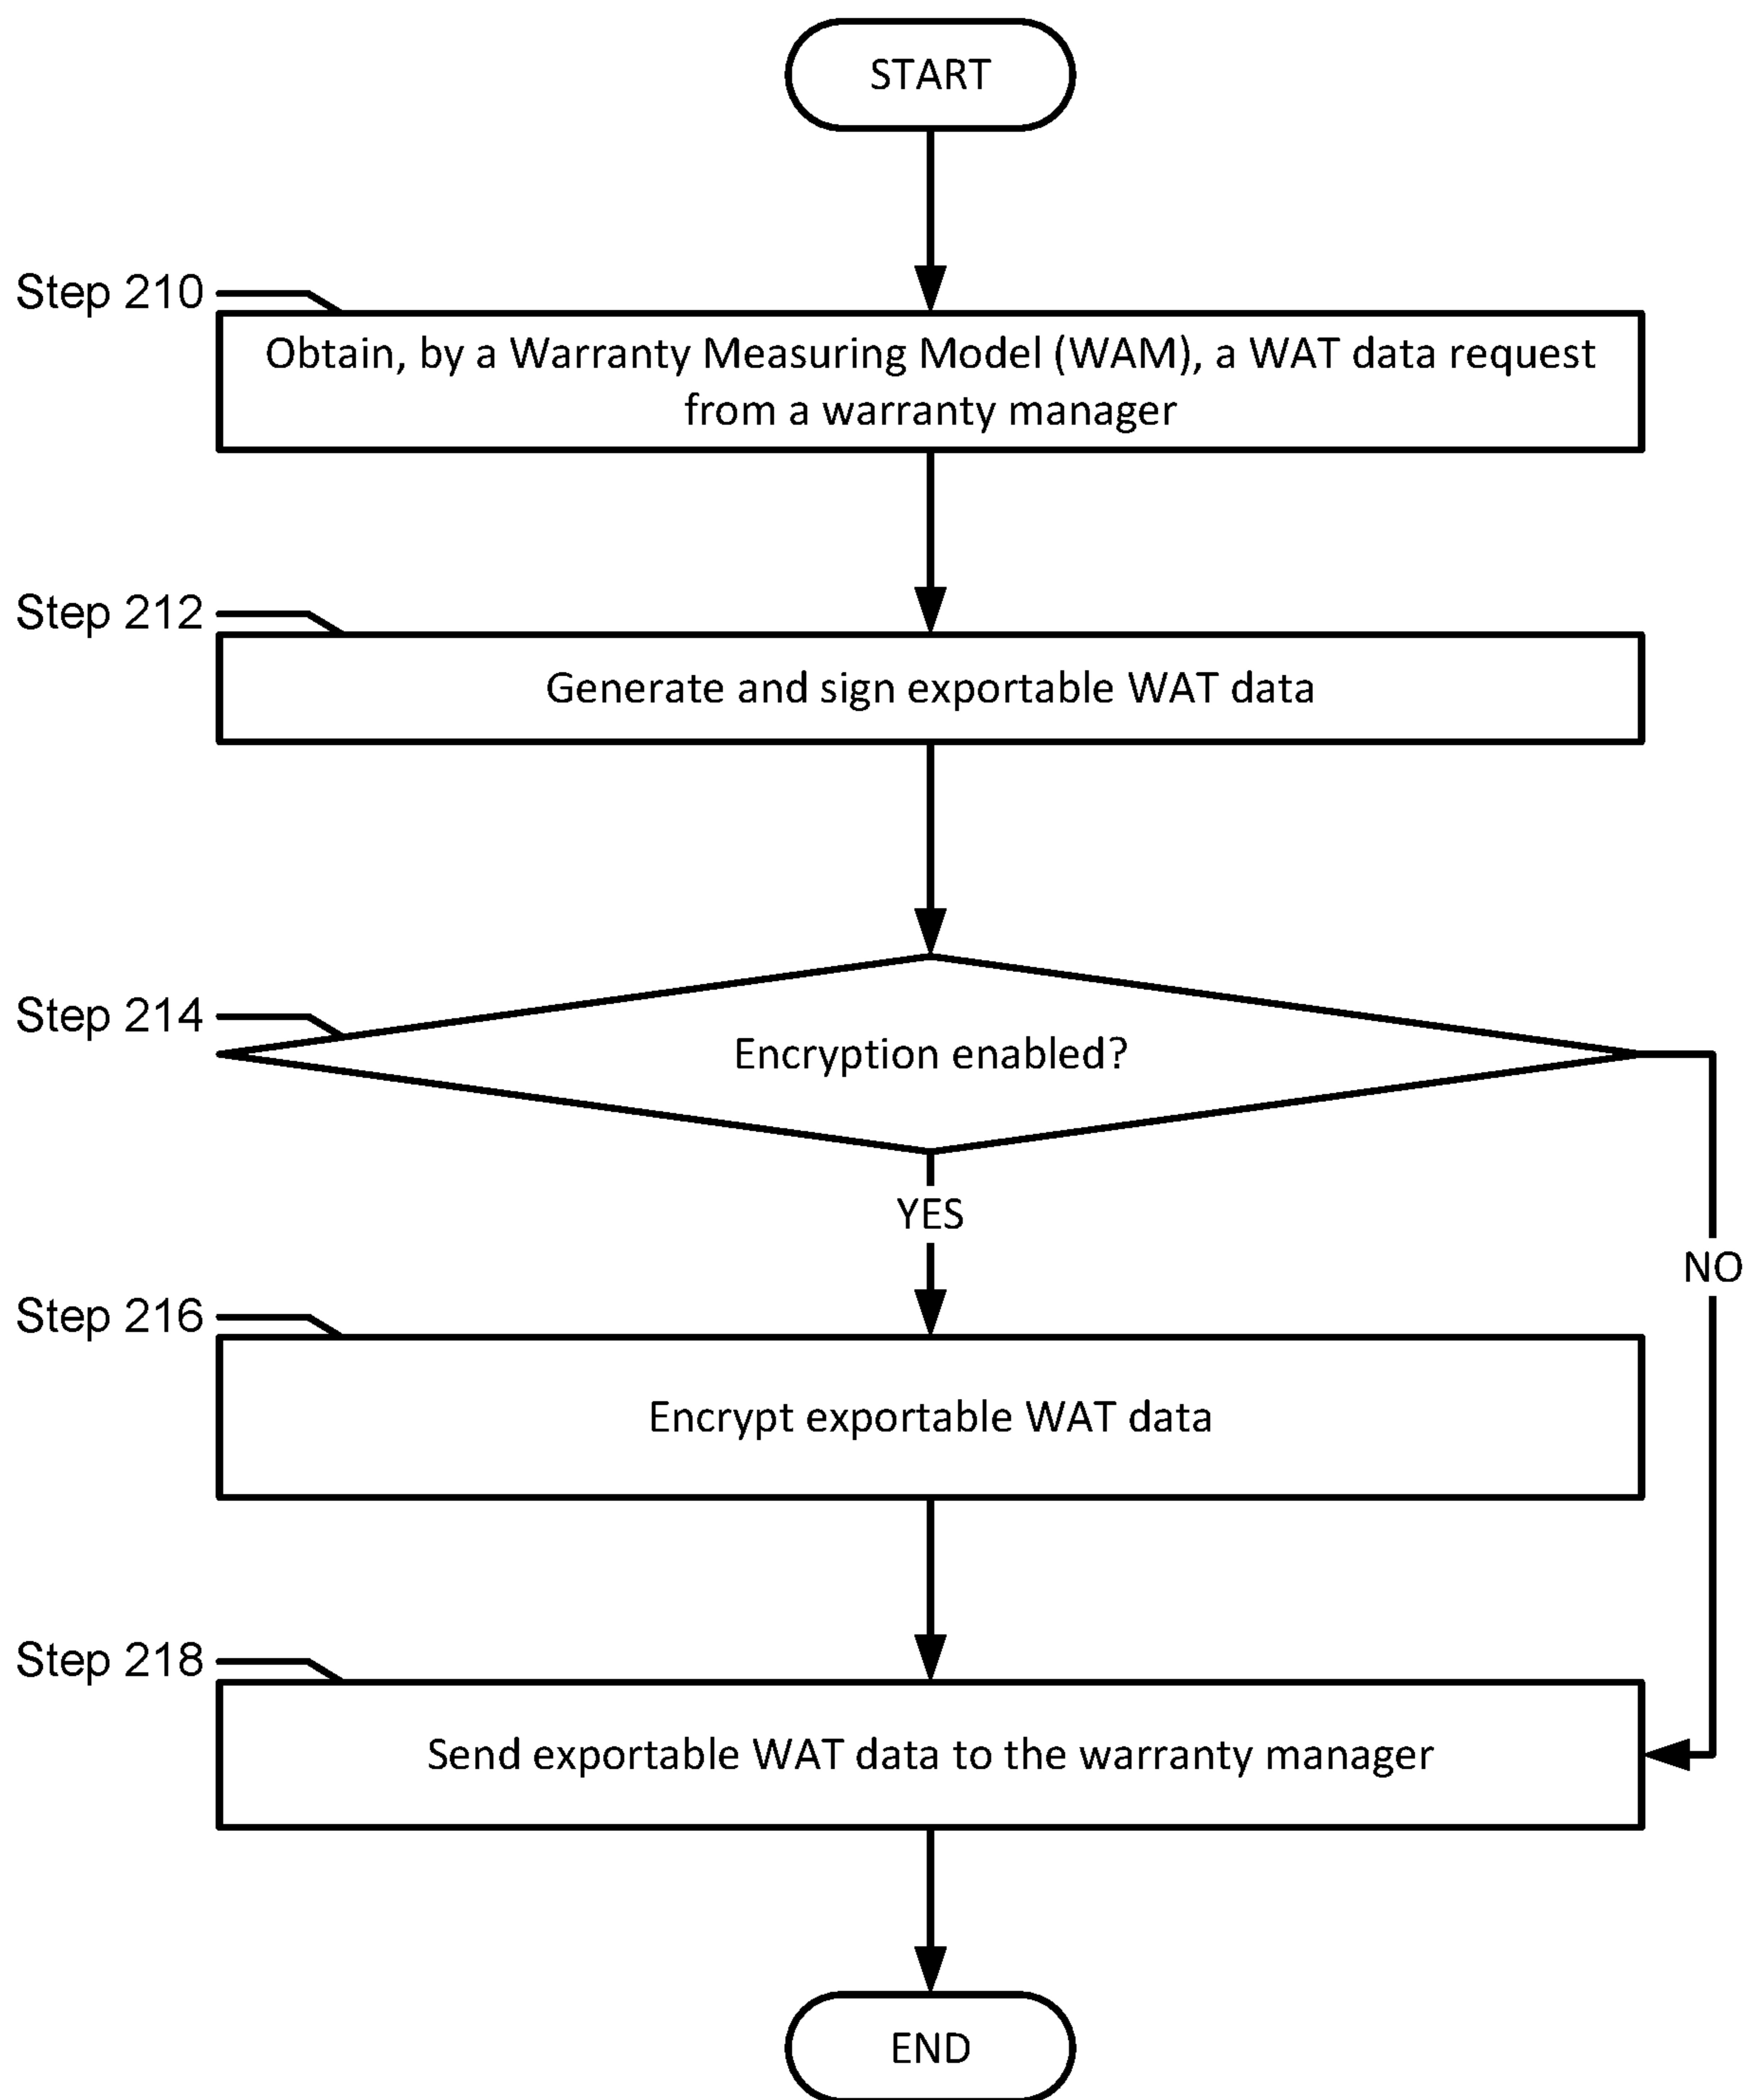 START
Step 210
Obtain, by a Warranty Measuring Model (WAM), a WAT data request
from a warranty manager
Step 212
Generate and sign exportable WAT data
Step 214
Encryption enabled?
YES
NO
Step 216
Encrypt exportable WAT data
Step 218
Send exportable WAT data to the warranty manager
END